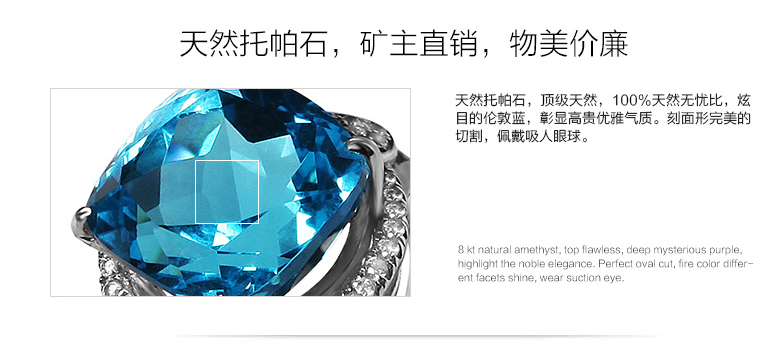 天然托帕石，矿主直销，物美价廉
天然托帕石，顶级天然，100%天然无忧比，炫
目的伦敦蓝，彰显高贵优雅气质。刻面形完美的
切割，佩戴吸人眼球。
8 kt natural amethyst, top flawless, deep mysterious purple,
highlight the noble elegance. Perfect oval cut, fire color differ-
ent facets shine, wear suction eye.